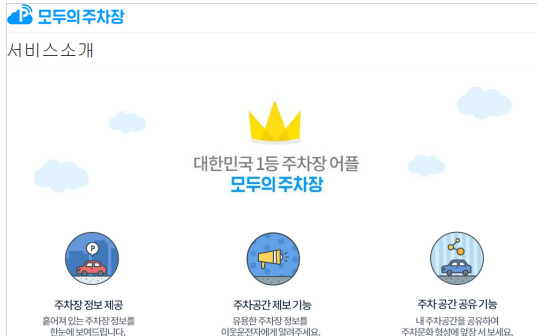 모두의주차장
서비스소개
대한민국 1등 주차장 어플
모두의주차장
주차장 정보 제공
흩어져 있는 주차장 정보를
한눈에 보여드립니다.
주차공간 제보 기능
유용한 주차장 정보를
이웃운전자에게 알려주세요.
주차 공간 공유 기능
내 주차공간을 공유하여
주차문화 형성에 앞장 서 보세요.